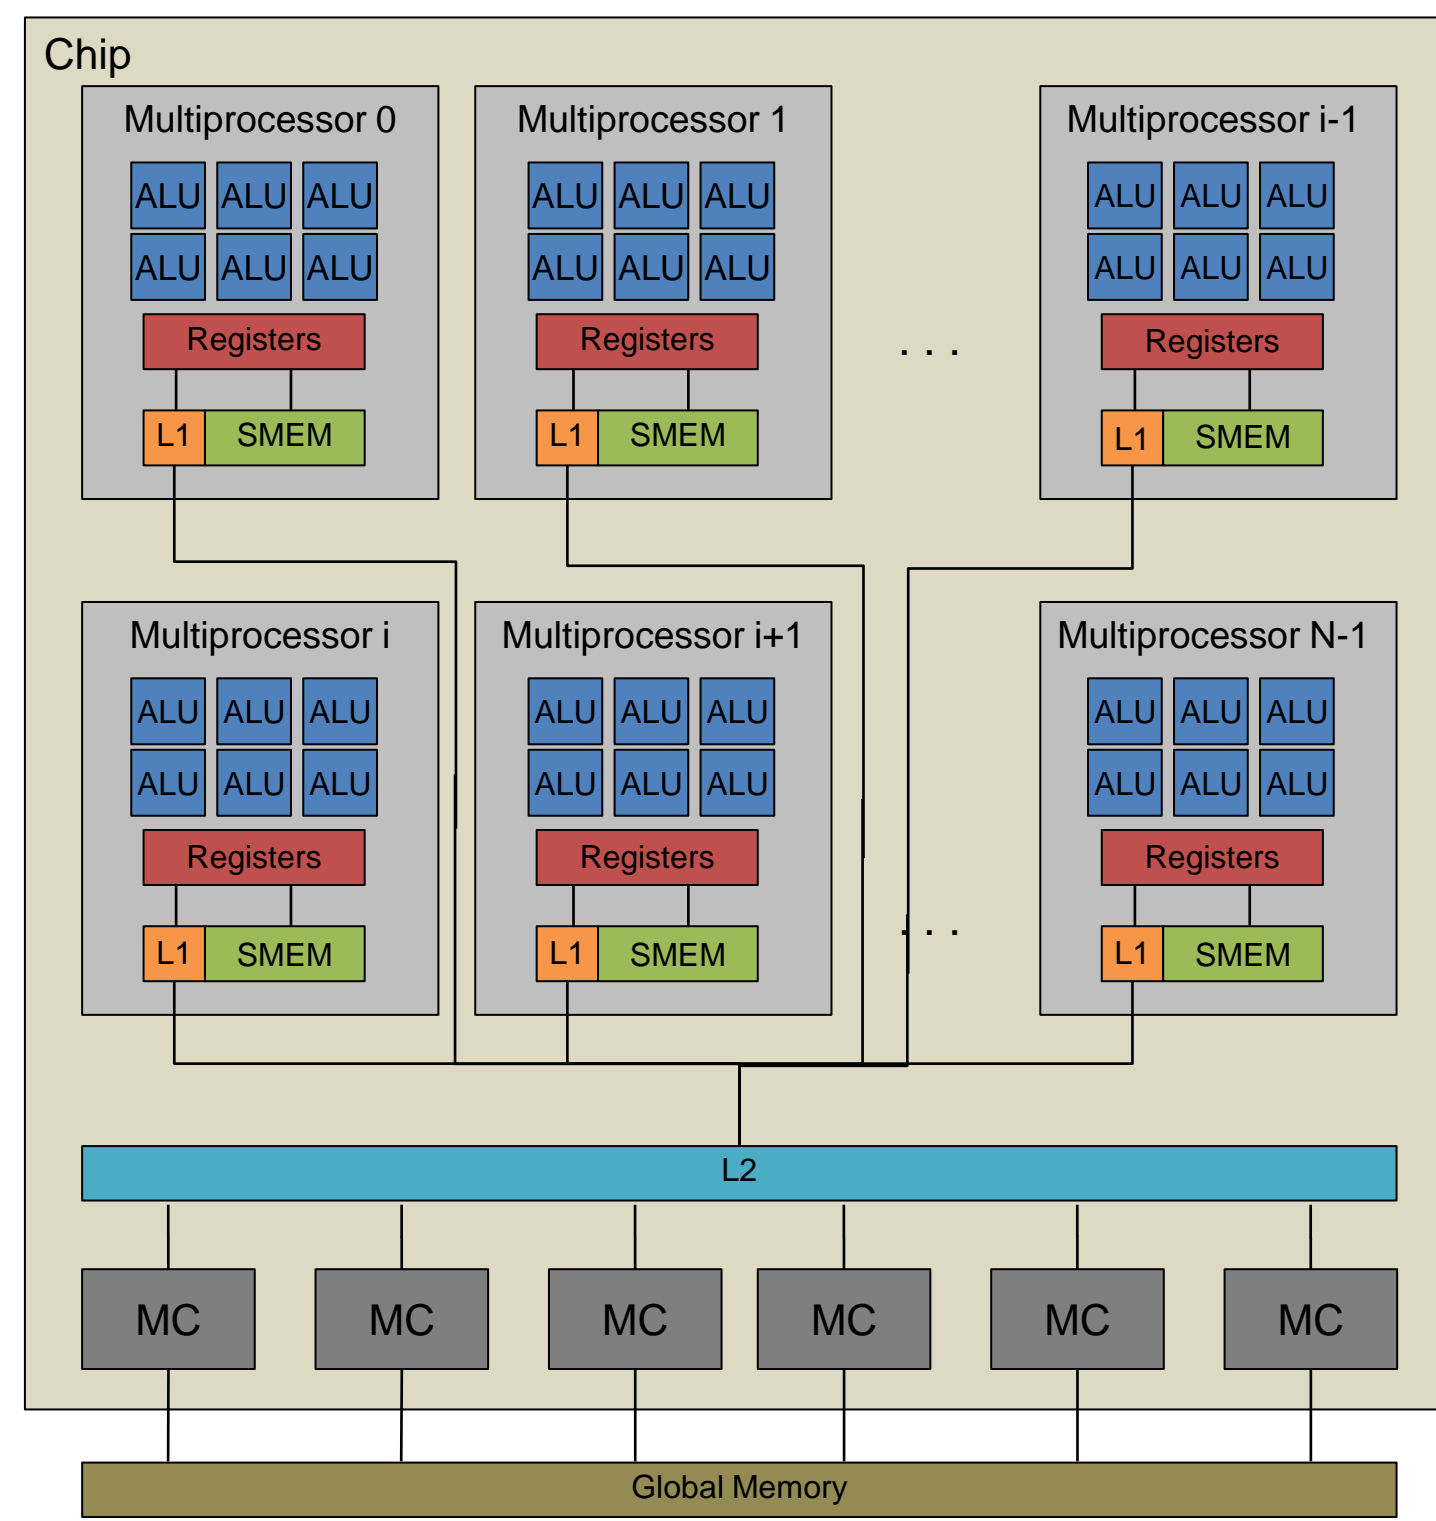 Chip
Multiprocessor 0
ALU ALU ALU
ALU ALU ALU
Registers
L1 SMEM
Multiprocessor 1
ALU ALU ALU
ALU ALU ALU
Registers
L1 SMEM
. . .
Multiprocessor i-1
ALU ALU ALU
ALU ALU ALU
Registers
L1 SMEM
Multiprocessor i
ALU ALU ALU
ALU ALU ALU
Registers
L1 SMEM
Multiprocessor i+1
ALU ALU ALU
ALU ALU ALU
Registers
L1 SMEM
. . .
Multiprocessor N-1
ALU ALU ALU
ALU ALU ALU
Registers
L1 SMEM
L2
MC MC MC MC MC MC
Global Memory